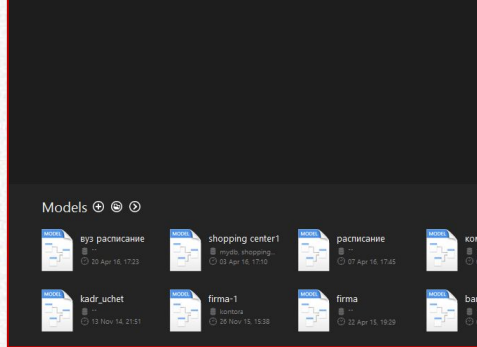 Models
MODEL
вуз расписание
--
20 Apr 16, 17:23
MODEL
shopping center1
mydb, shopping...
03 Apr 16, 17:10
MODEL
расписание
--
07 Apr 16, 17:45
MODEL
MODEL
kadr_uchet
--
13 Nov 14, 21:51
MODEL
firma-1
kontora
26 Nov 15, 15:38
MODEL
firma
--
22 Apr 15, 19:29
MODEL